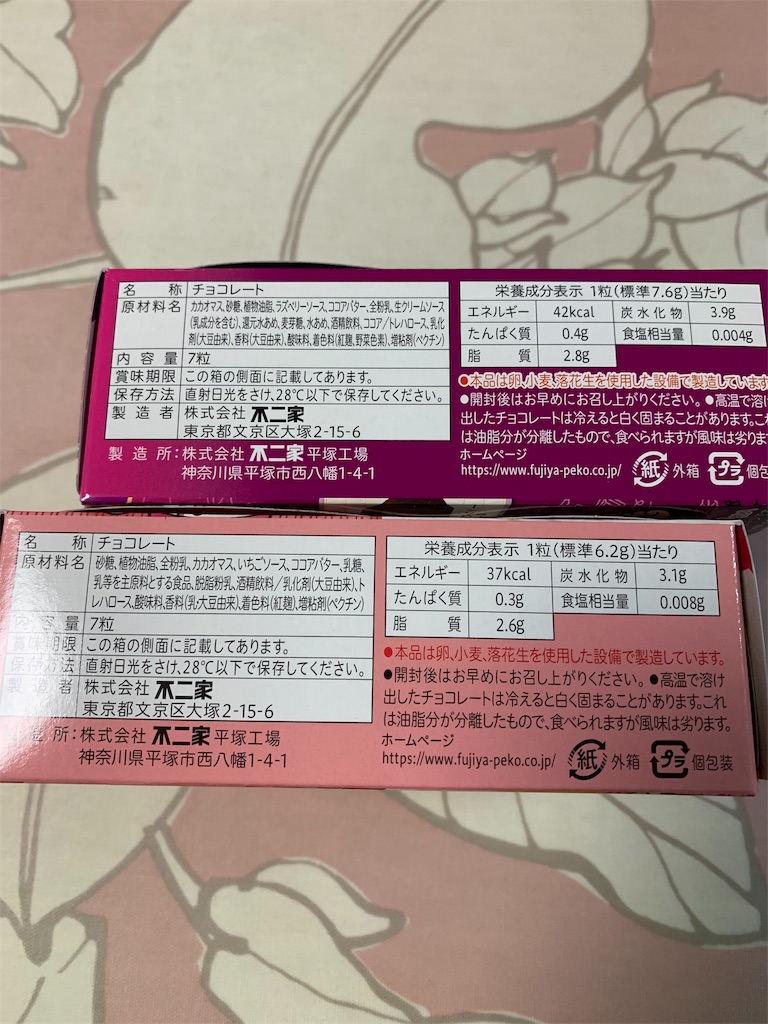 名称 チョコレート
原材料名 カカオマス、砂糖、植物油脂、ラズベリーソース、ココアバター、全粉乳、生クリームソース
(乳成分を含む)、還元水あめ、麦芽糖、水あめ、酒精飲料、ココア/トレハロース、乳化
剤(大豆由来)、香料(大豆由来)、酸味料、着色料(紅麹、野菜色素)、増粘剤(ペクチン)
内容量 7粒
賞味期限 この箱の側面に記載してあります。
保存方法 直射日光をさけ、28℃以下で保存してください。
製造者 株式会社 不二家
東京都文京区大塚2-15-6
製造所:株式会社 不二家 平塚工場
神奈川県平塚市西八幡1-4-1
栄養成分表示 1粒(標準7.6g)当たり
エネルギー 42kcal 炭水化物 3.9g
たんぱく質 0.4g 食塩相当量 0.004g
脂質 2.8g
●本品は卵、小麦、落花生を使用した設備で製造しています
●開封後はお早めにお召し上がりください。●高温で溶け
出したチョコレートは冷えると白く固まることがあります。これ
は油脂分が分離したもので、食べられますが風味は劣ります
ホームページ
https://www.fujiya-peko.co.jp/ 紙 外箱 プラ 個包
名称 チョコレート
原材料名 砂糖、植物油脂、全粉乳、カカオマス、いちごソース、ココアバター、乳糖、
乳等を主原料とする食品、脱脂粉乳、酒精飲料/乳化剤(大豆由来)、ト
レハロース、酸味料、香料(乳・大豆由来)、着色料(紅麹)、増粘剤(ペクチン)
内容量 7粒
賞味期限 この箱の側面に記載してあります。
保存方法 直射日光をさけ、28℃以下で保存してください。
製造者 株式会社 不二家
東京都文京区大塚2-15-6
造所:株式会社 不二家 平塚工場
神奈川県平塚市西八幡1-4-1
栄養成分表示 1粒(標準6.2g)当たり
エネルギー 37kcal 炭水化物 3.1g
たんぱく質 0.3g 食塩相当量 0.008g
脂質 2.6g
●本品は卵、小麦、落花生を使用した設備で製造しています。
●開封後はお早めにお召し上がりください。●高温で溶け
出したチョコレートは冷えると白く固まることがあります。これ
は油脂分が分離したもので、食べられますが風味は劣ります。
ホームページ
https://www.fujiya-peko.co.jp/ 紙 外箱 プラ 個包装